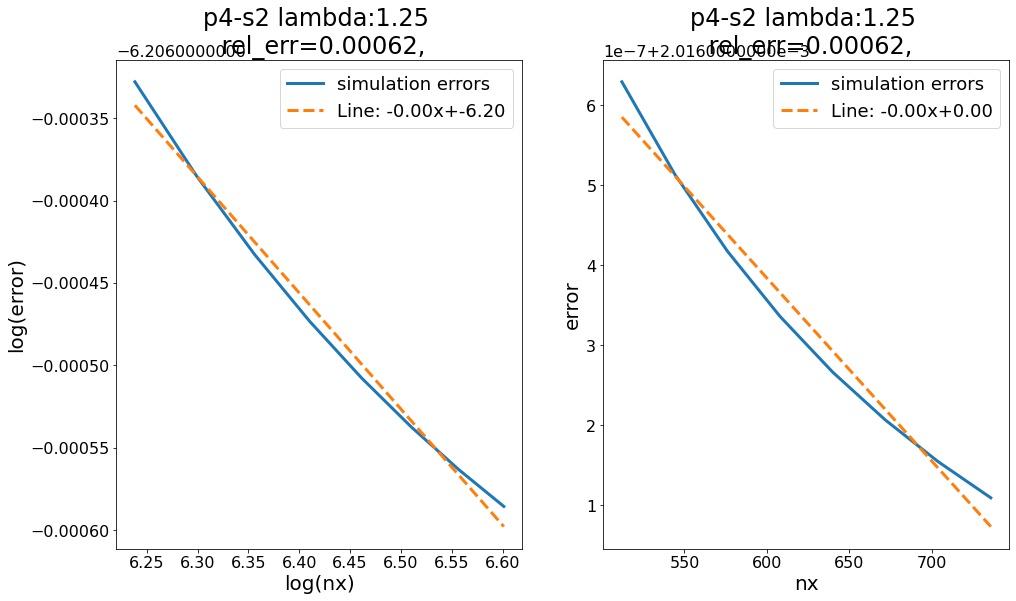 p4-s2 lambda:1.25
rel_err=0.00062,
−6.2060000000
simulation errors
Line: -0.00x+-6.20
−0.00035
−0.00040
−0.00045
−0.00050
−0.00055
−0.00060
log(error)
6.25 6.30 6.35 6.40 6.45 6.50 6.55 6.60
log(nx)
p4-s2 lambda:1.25
rel_err=0.00062,
1e−7+2.0160000000e−3
simulation errors
Line: -0.00x+0.00
6
5
4
3
2
1
error
550 600 650 700
nx